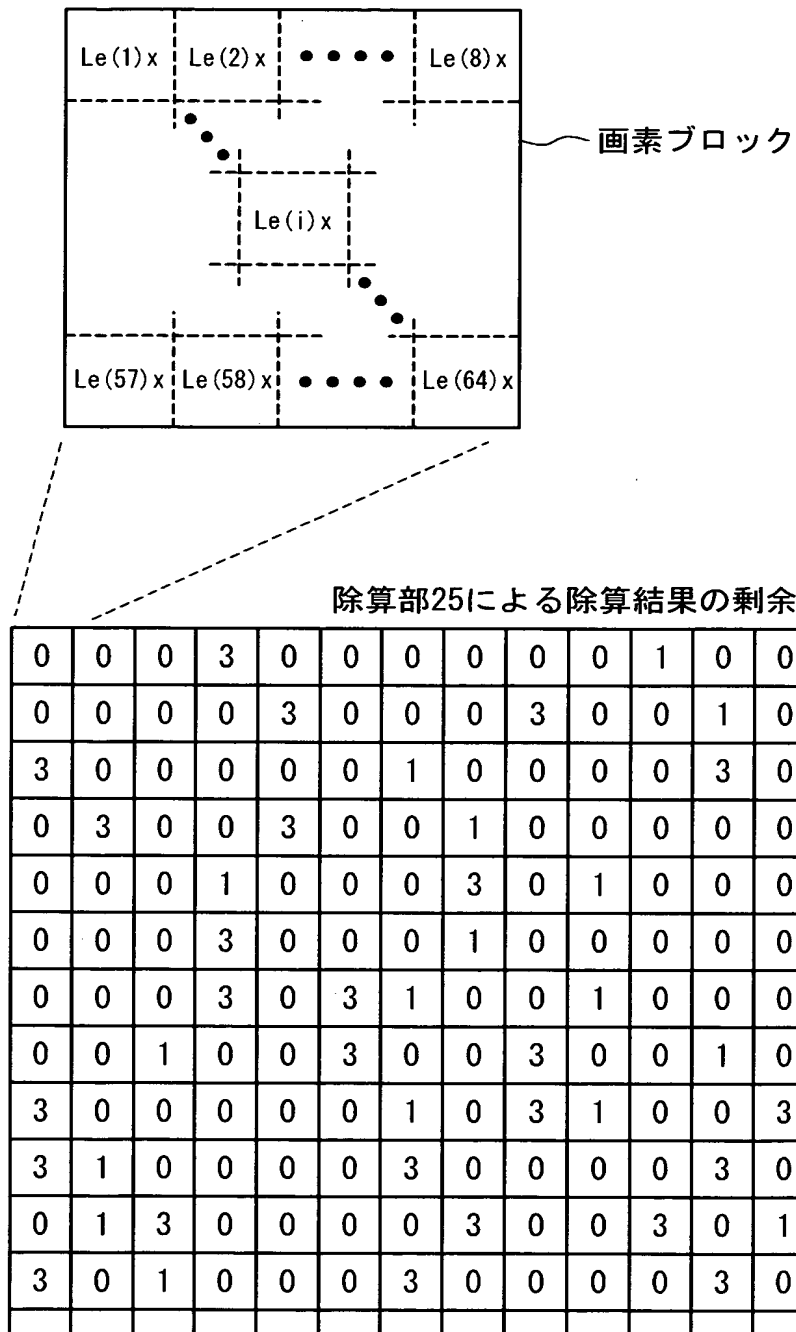 Le(1)x Le(2)x ●●●● Le(8)x
画素ブロック
Le(i)x
Le(57)x Le(58)x ●●●● Le(64)x
除算部25による除算結果の剰余
0 0 0 3 0 0 0 0 0 0 1 0 0
0 0 0 0 3 0 0 0 3 0 0 1 0
3 0 0 0 0 0 1 0 0 0 0 3 0
0 3 0 0 3 0 0 1 0 0 0 0 0
0 0 0 1 0 0 0 3 0 1 0 0 0
0 0 0 3 0 0 0 1 0 0 0 0 0
0 0 0 3 0 3 1 0 0 1 0 0 0
0 0 1 0 0 3 0 0 3 0 0 1 0
3 0 0 0 0 0 1 0 3 1 0 0 3
3 1 0 0 0 0 3 0 0 0 0 3 0
0 1 3 0 0 0 0 3 0 0 3 0 1
3 0 1 0 0 0 3 0 0 0 0 3 0